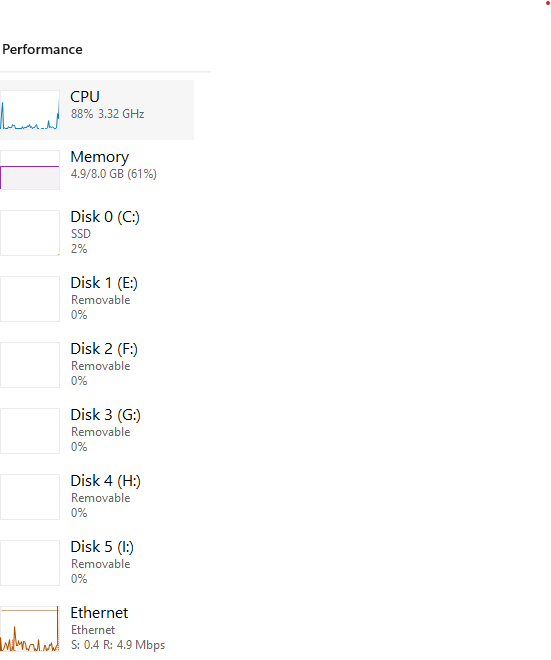 Performance
CPU
88% 3.32 GHz
Memory
4.9/8.0 GB (61%)
Disk 0 (C:)
SSD
2%
Disk 1 (E:)
Removable
0%
Disk 2 (F:)
Removable
0%
Disk 3 (G:)
Removable
0%
Disk 4 (H:)
Removable
0%
Disk 5 (I:)
Removable
0%
Ethernet
Ethernet
S: 0.4 R: 4.9 Mbps